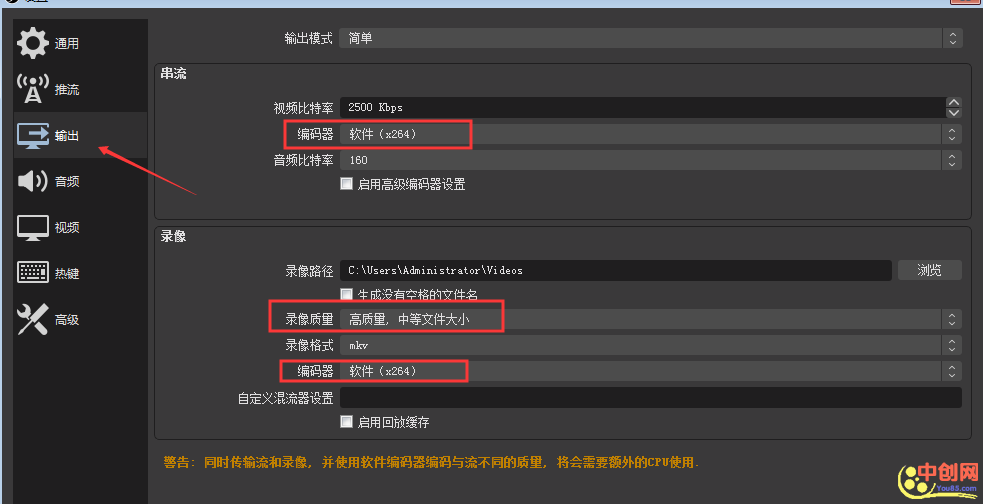 输出模式 简单
通用
推流
输出
音频
视频
热键
高级
串流
视频比特率 2500 Kbps
编码器 软件 (x264)
音频比特率 160
启用高级编码器设置
录像
录像路径 C:\Users\Administrator\Videos 浏览
生成没有空格的文件名
录像质量 高质量, 中等文件大小
录像格式 mkv
编码器 软件 (x264)
自定义混流器设置
启用回放缓存
警告: 同时传输流和录像, 并使用软件编码器编码与流不同的质量, 将会需要额外的CPU使用.
中创网
You85.com